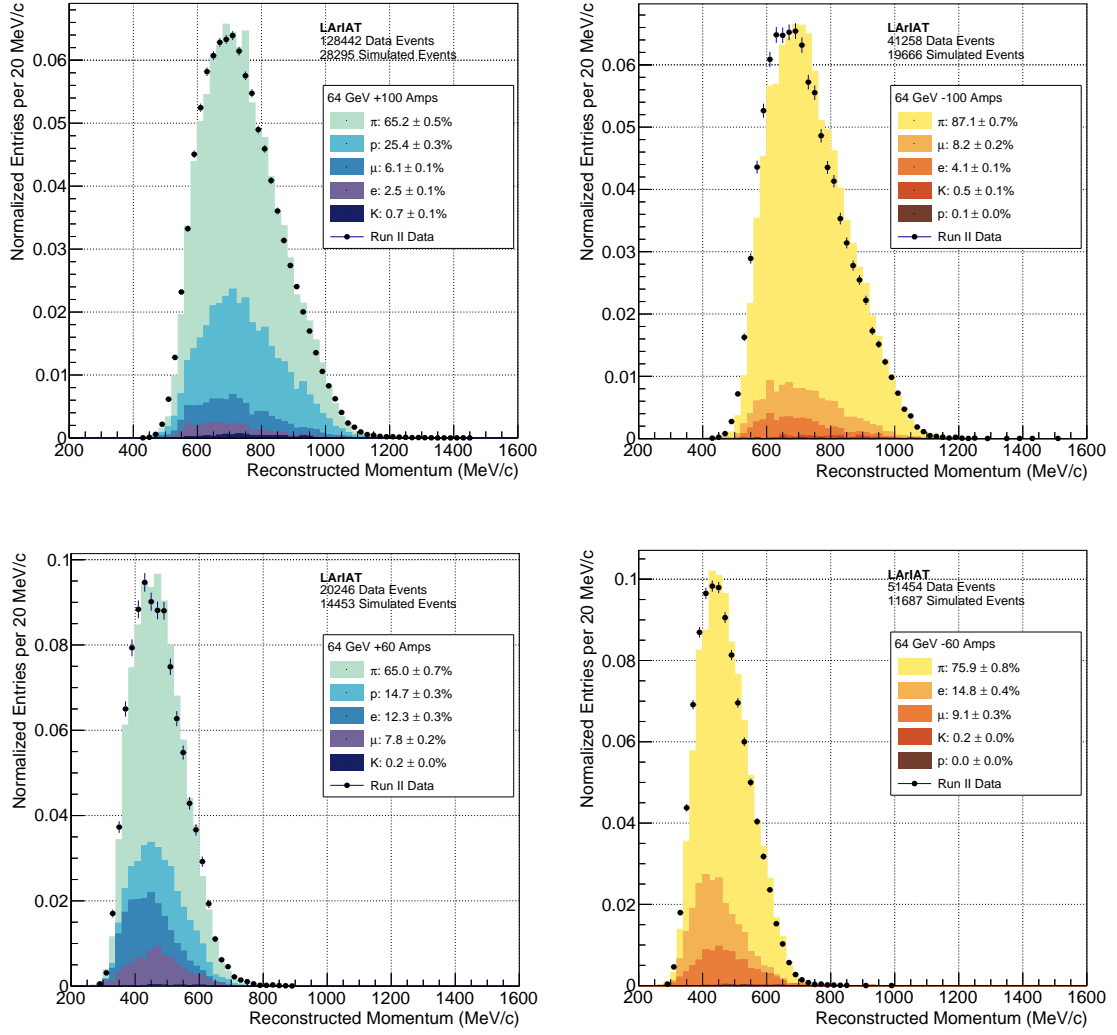 LArIAT
128442 Data Events
28295 Simulated Events
64 GeV +100 Amps
π: 65.2 ± 0.5%
p: 25.4 ± 0.3%
μ: 6.1 ± 0.1%
e: 2.5 ± 0.1%
K: 0.7 ± 0.1%
Run II Data
Normalized Entries per 20 MeV/c
0.06
0.05
0.04
0.03
0.02
0.01
0
200 400 600 800 1000 1200 1400 1600
Reconstructed Momentum (MeV/c)
LArIAT
41258 Data Events
19666 Simulated Events
64 GeV -100 Amps
π: 87.1 ± 0.7%
μ: 8.2 ± 0.2%
e: 4.1 ± 0.1%
K: 0.5 ± 0.1%
p: 0.1 ± 0.0%
Run II Data
Normalized Entries per 20 MeV/c
0.06
0.05
0.04
0.03
0.02
0.01
0
200 400 600 800 1000 1200 1400 1600
Reconstructed Momentum (MeV/c)
LArIAT
20246 Data Events
14453 Simulated Events
64 GeV +60 Amps
π: 65.0 ± 0.7%
p: 14.7 ± 0.3%
e: 12.3 ± 0.3%
μ: 7.8 ± 0.2%
K: 0.2 ± 0.0%
Run II Data
Normalized Entries per 20 MeV/c
0.1
0.08
0.06
0.04
0.02
0
200 400 600 800 1000 1200 1400 1600
Reconstructed Momentum (MeV/c)
LArIAT
51454 Data Events
11687 Simulated Events
64 GeV -60 Amps
π: 75.9 ± 0.8%
e: 14.8 ± 0.4%
μ: 9.1 ± 0.3%
K: 0.2 ± 0.0%
p: 0.0 ± 0.0%
Run II Data
Normalized Entries per 20 MeV/c
0.1
0.08
0.06
0.04
0.02
0
200 400 600 800 1000 1200 1400 1600
Reconstructed Momentum (MeV/c)